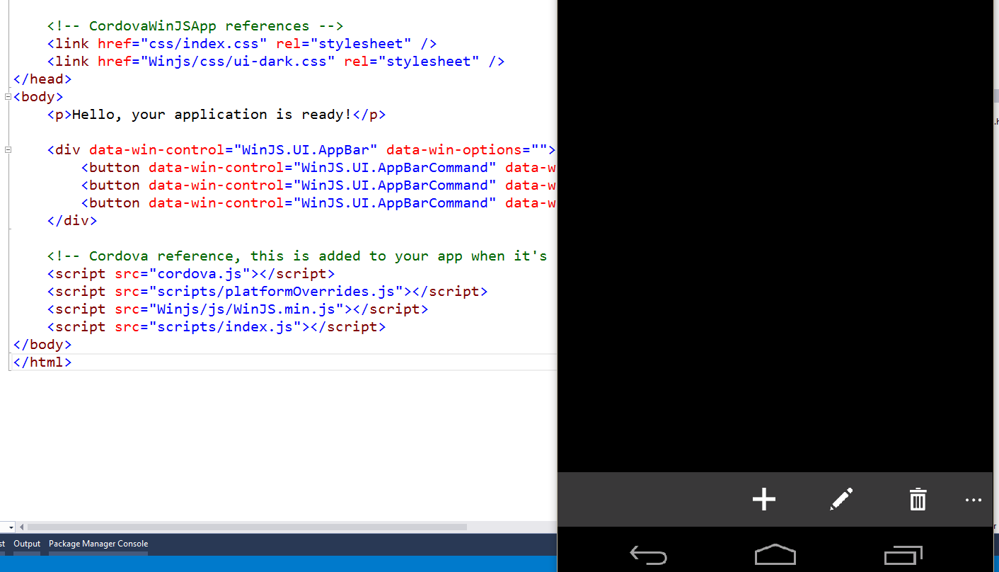 <!-- CordovaWinJSApp references -->
<link href="css/index.css" rel="stylesheet" />
<link href="Winjs/css/ui-dark.css" rel="stylesheet" />
</head>
<body>
<p>Hello, your application is ready!</p>
<div data-win-control="WinJS.UI.AppBar" data-win-options="">
<button data-win-control="WinJS.UI.AppBarCommand" data-w
<button data-win-control="WinJS.UI.AppBarCommand" data-w
<button data-win-control="WinJS.UI.AppBarCommand" data-w
</div>
<!-- Cordova reference, this is added to your app when it's
<script src="cordova.js"></script>
<script src="scripts/platformOverrides.js"></script>
<script src="Winjs/js/WinJS.min.js"></script>
<script src="scripts/index.js"></script>
</body>
</html>
st Output Package Manager Console